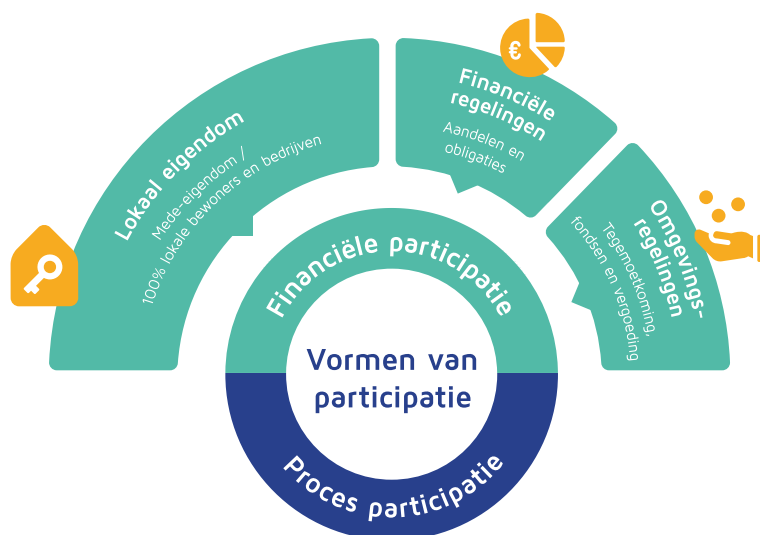 Lokaal eigendom
Mede-eigendom /
100% lokale bewoners en bedrijven
€
Financiële
regelingen
Aandelen en
obligaties
Omgevings-
regelingen
Tegemoetkoming,
fondsen en vergoeding
Financiële participatie
Vormen van
participatie
Proces participatie